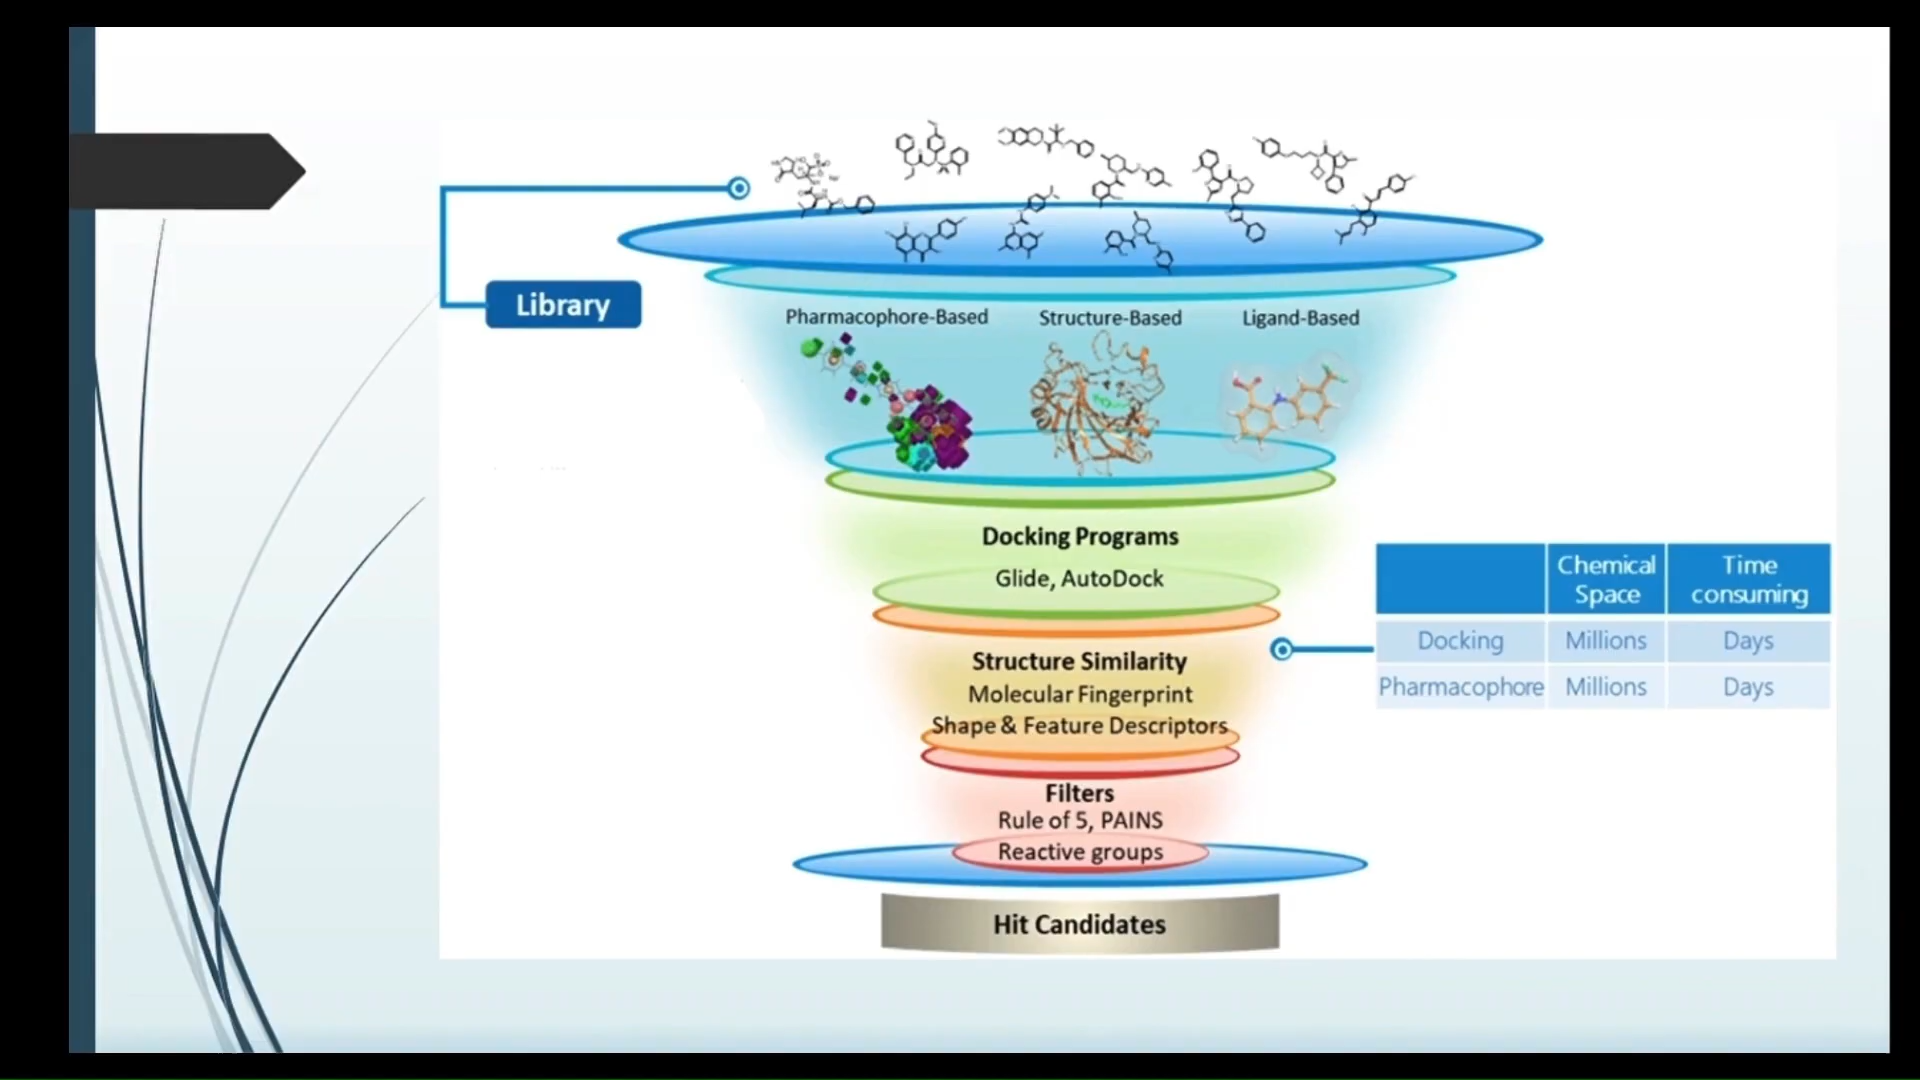 Library
Pharmacophore-Based
Structure-Based
Ligand-Based
Docking Programs
Glide, AutoDock
Structure Similarity
Molecular Fingerprint
Shape & Feature Descriptors
Filters
Rule of 5, PAINS
Reactive groups
Hit Candidates
Chemical Space
Time consuming
Docking Millions Days
Pharmacophore Millions Days